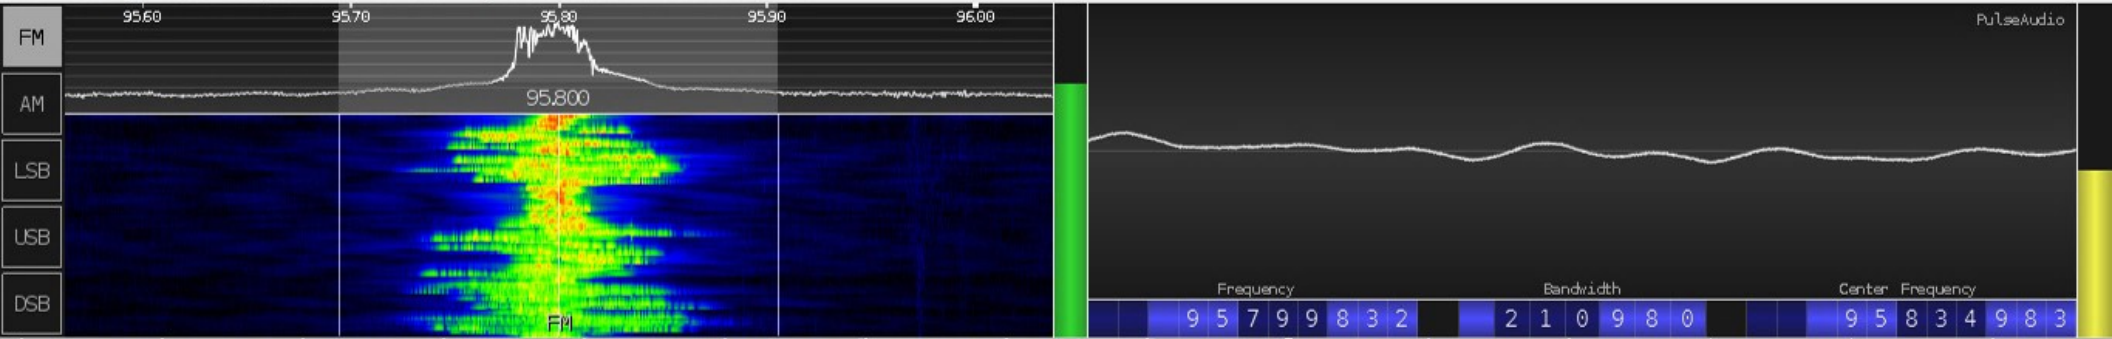 FM
AM
LSB
USB
DSB
95.60 95.70 95.80 95.90 96.00
95.800
FM
PulseAudio
Frequency Bandwidth Center Frequency
95799832 210980 95834983